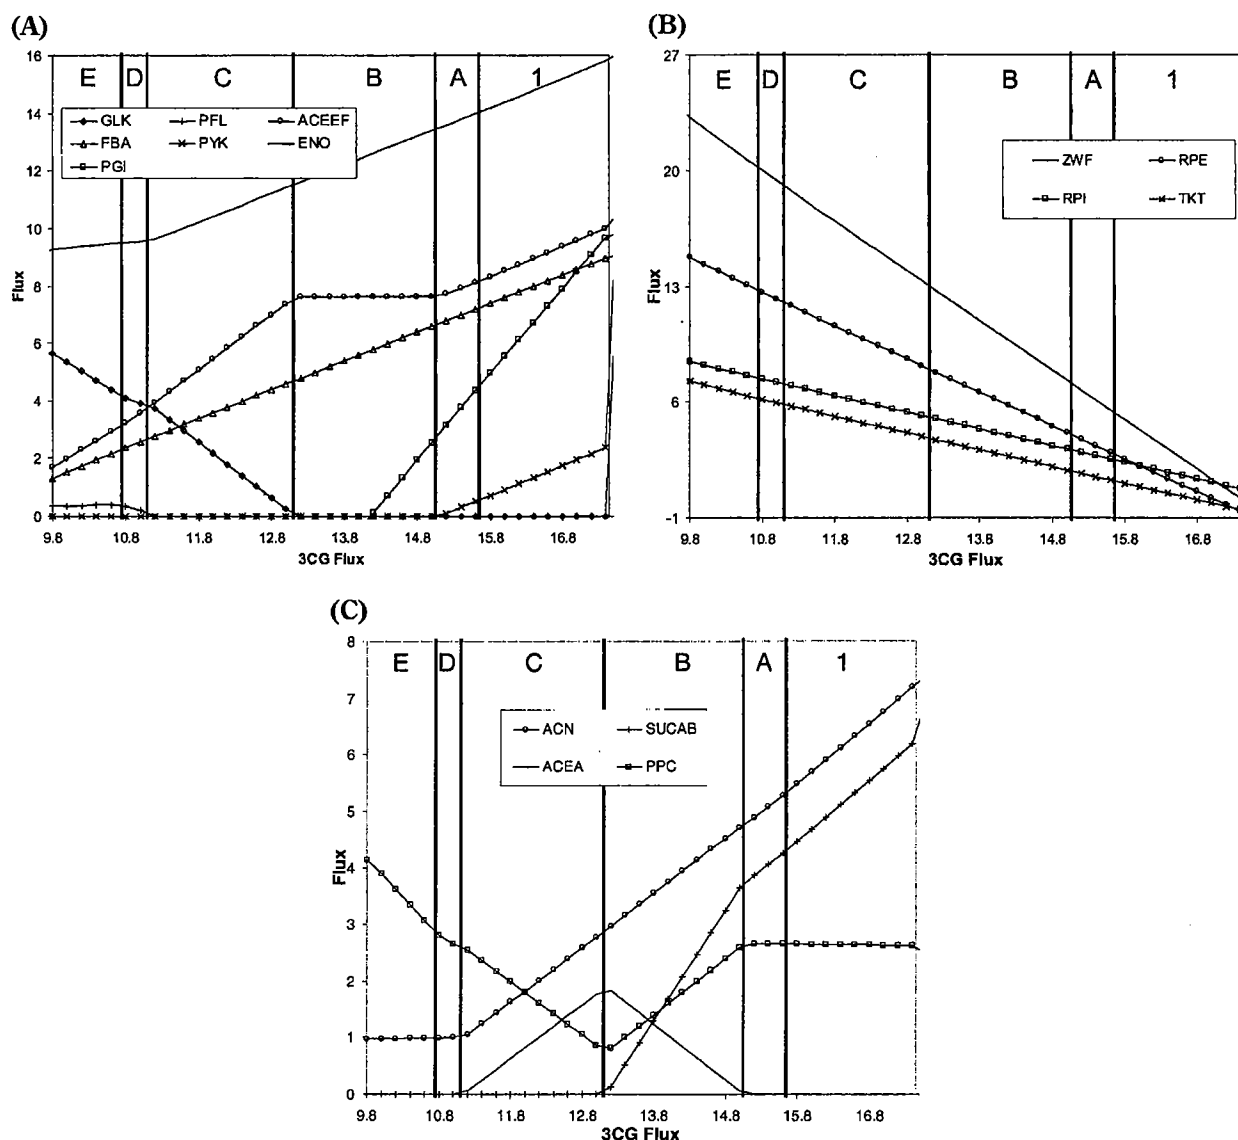 (A)
16
14
12
10
8
6
4
2
0
Flux
E D C B A 1
GLK PFL ACEEF
FBA PYK ENO
PGI
9.8 10.8 11.8 12.8 13.8 14.8 15.8 16.8
3CG Flux
(B)
27
20
13
6
-1
Flux
E D C B A 1
ZWF RPE
RPI TKT
9.8 10.8 11.8 12.8 13.8 14.8 15.8 16.8
3CG Flux
(C)
8
7
6
5
4
3
2
1
0
Flux
E D C B A 1
ACN SUCAB
ACEA PPC
9.8 10.8 11.8 12.8 13.8 14.8 15.8 16.8
3CG Flux